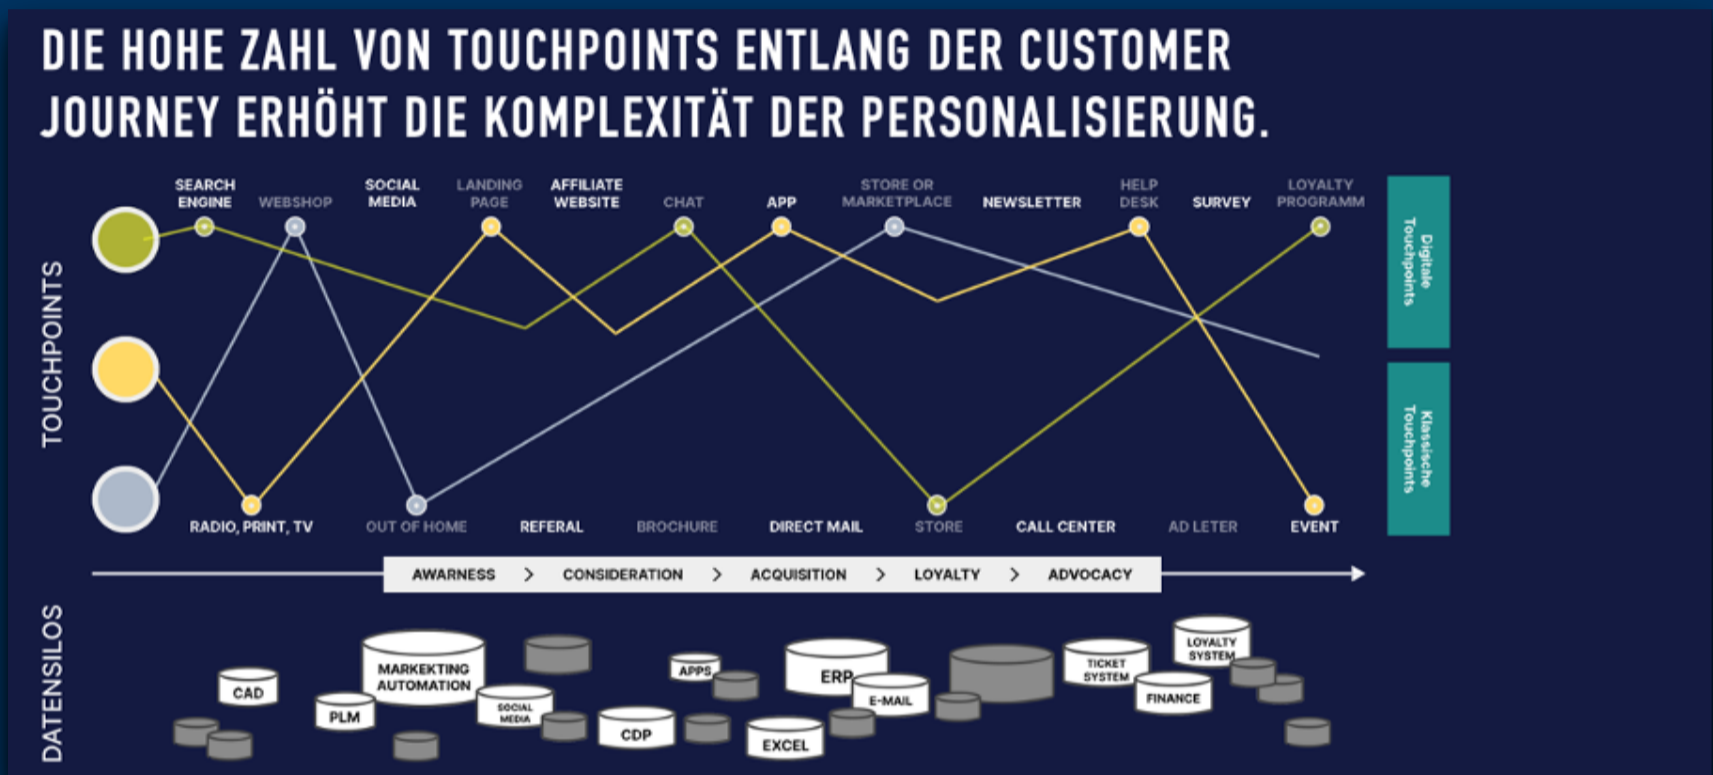 DIE HOHE ZAHL VON TOUCHPOINTS ENTLANG DER CUSTOMER
JOURNEY ERHÖHT DIE KOMPLEXITÄT DER PERSONALISIERUNG.
TOUCHPOINTS
SEARCH
ENGINE
WEBSHOP
SOCIAL
MEDIA
LANDING
PAGE
AFFILIATE
WEBSITE
CHAT
APP
STORE OR
MARKETPLACE
NEWSLETTER
HELP
DESK
SURVEY
LOYALTY
PROGRAMM
Digitale
Touchpoints
Klassische
Touchpoints
RADIO, PRINT, TV
OUT OF HOME
REFERAL
BROCHURE
DIRECT MAIL
STORE
CALL CENTER
AD LETER
EVENT
AWARNESS > CONSIDERATION > ACQUISITION > LOYALTY > ADVOCACY
DATENSILOS
CAD
PLM
MARKEKTING
AUTOMATION
SOCIAL
MEDIA
CDP
APPS
EXCEL
ERP
E-MAIL
TICKET
SYSTEM
FINANCE
LOYALTY
SYSTEM